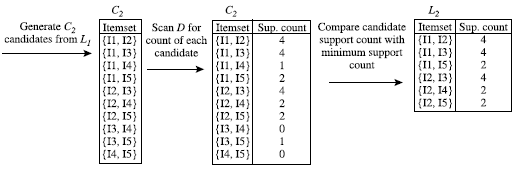 Generate C2
candidates from L1
C2
Itemset
{I1, I2}
{I1, I3}
{I1, I4}
{I1, I5}
{I2, I3}
{I2, I4}
{I2, I5}
{I3, I4}
{I3, I5}
{I4, I5}
Scan D for
count of each
candidate
C2
Itemset Sup. count
{I1, I2} 4
{I1, I3} 4
{I1, I4} 1
{I1, I5} 2
{I2, I3} 4
{I2, I4} 2
{I2, I5} 2
{I3, I4} 0
{I3, I5} 1
{I4, I5} 0
Compare candidate
support count with
minimum support
count
L2
Itemset Sup. count
{I1, I2} 4
{I1, I3} 4
{I1, I5} 2
{I2, I3} 4
{I2, I4} 2
{I2, I5} 2